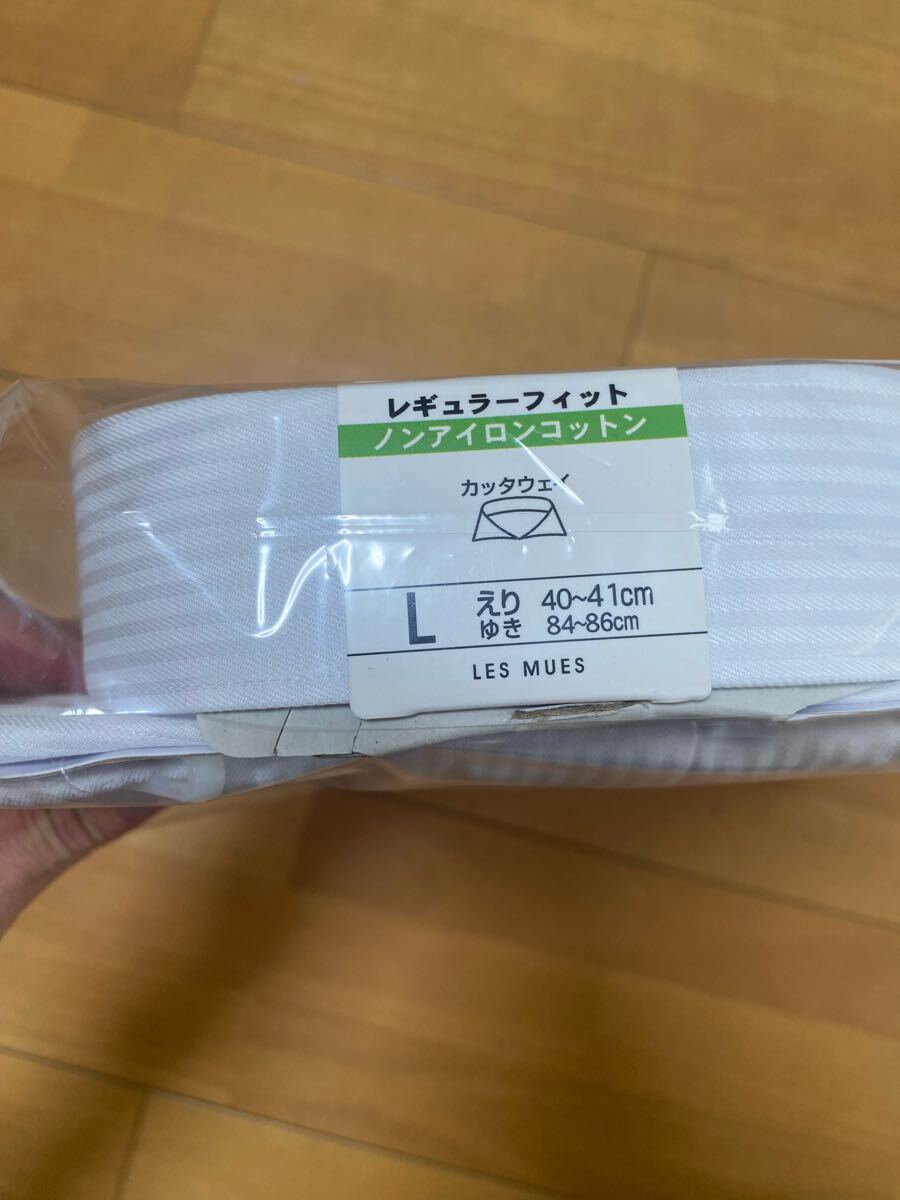 レギュラーフィット
ノンアイロンコットン
カッタウェイ
L えり 40~41cm
ゆき 84~86cm
LES MUES